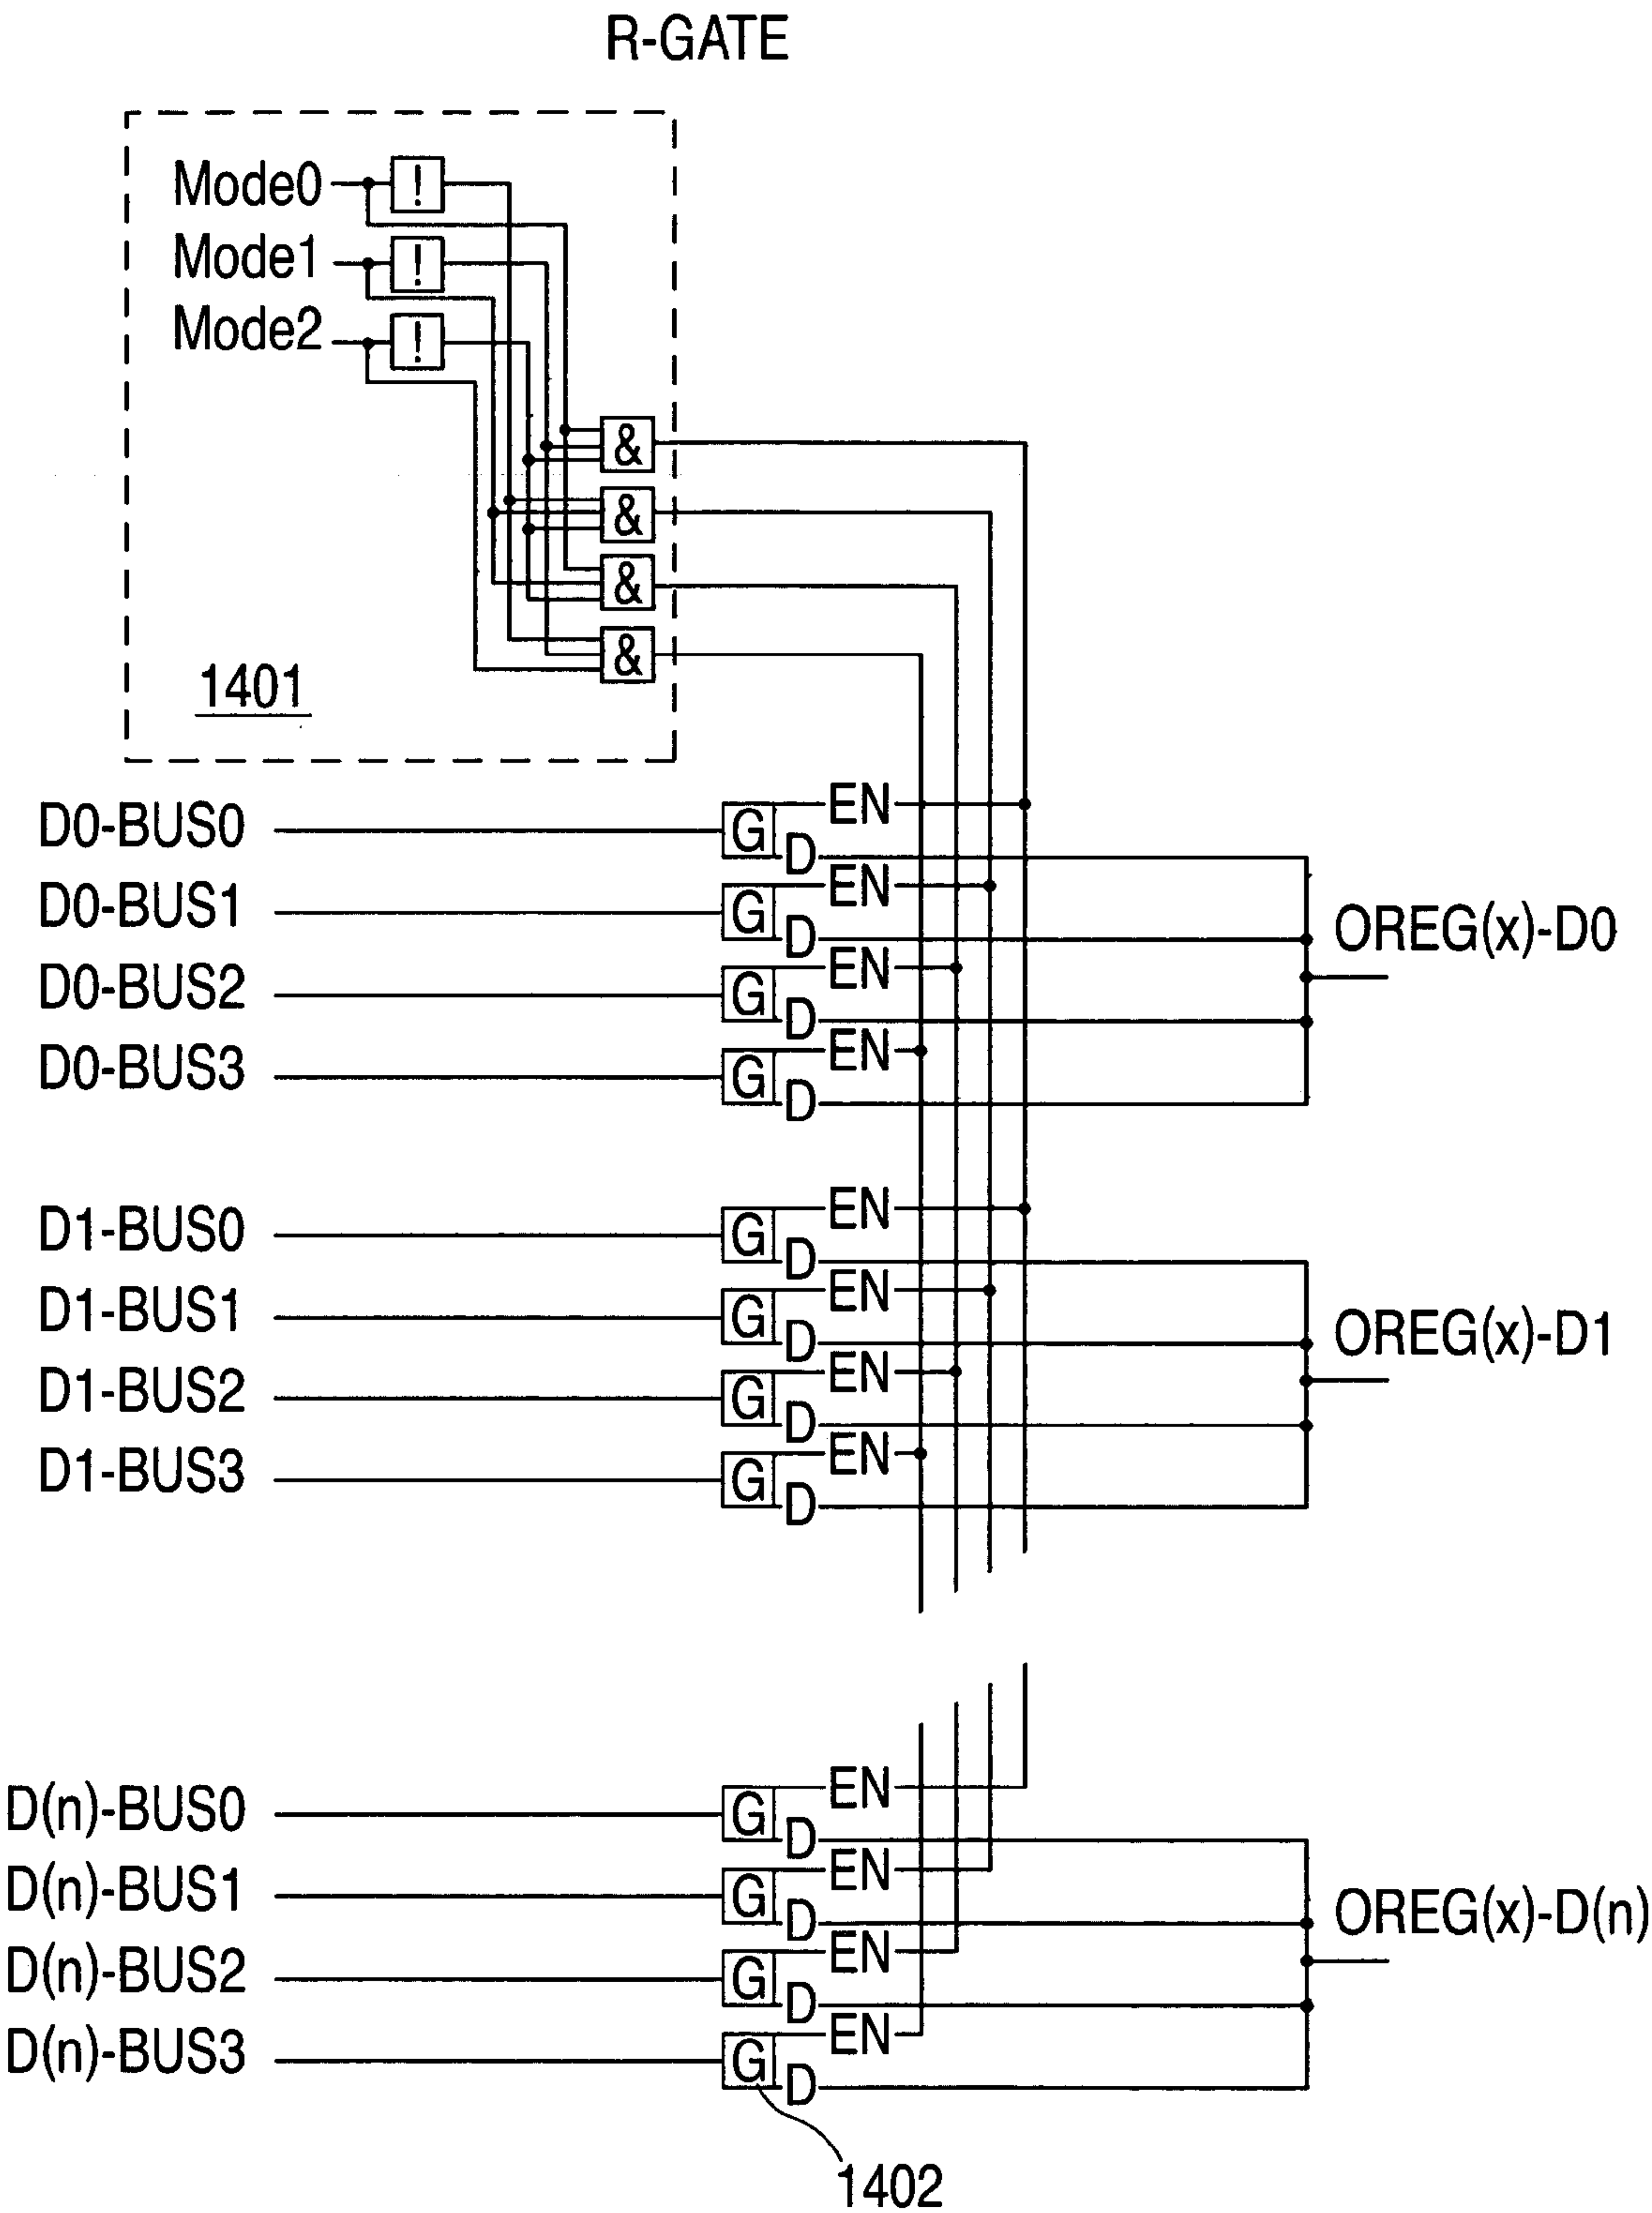 R-GATE
Mode0 !
Mode1 !
Mode2 !
&
&
&
&
1401
D0-BUS0 G EN D
D0-BUS1 G EN D
OREG(x)-D0
D0-BUS2 G EN D
D0-BUS3 G EN D
D1-BUS0 G EN D
D1-BUS1 G EN D
OREG(x)-D1
D1-BUS2 G EN D
D1-BUS3 G EN D
D(n)-BUS0 G EN D
D(n)-BUS1 G EN D
OREG(x)-D(n)
D(n)-BUS2 G EN D
D(n)-BUS3 G EN D
1402